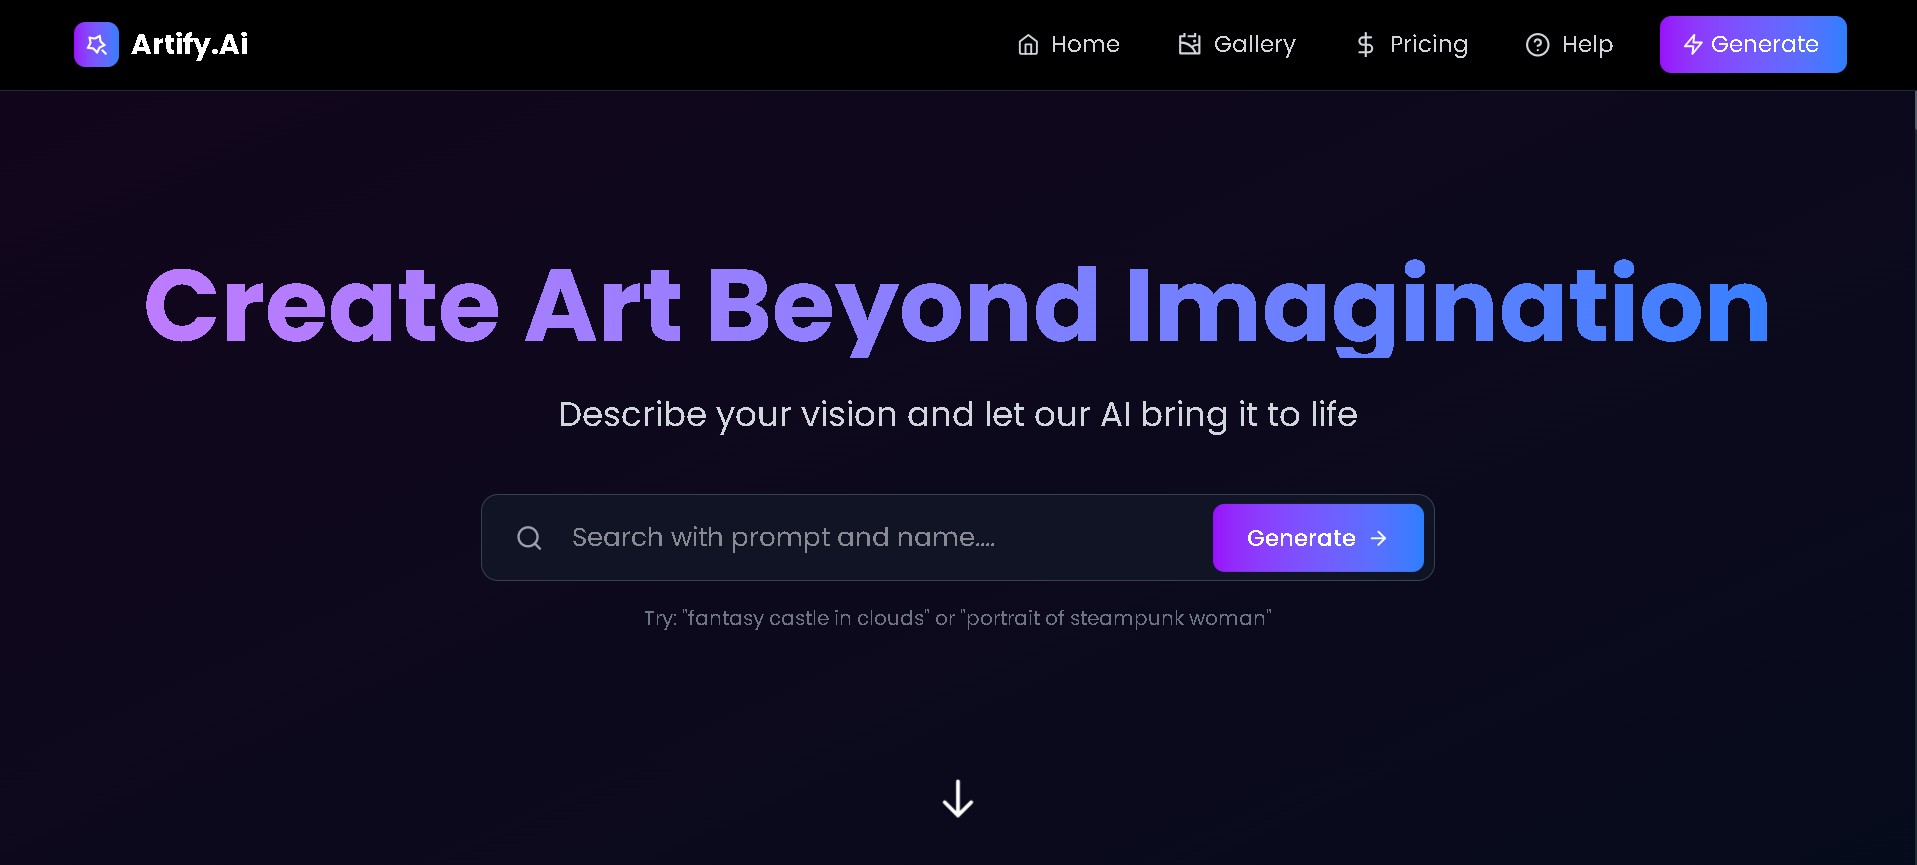 Artify.Ai
Home
Gallery
Pricing
Help
Generate
Create Art Beyond Imagination
Describe your vision and let our AI bring it to life
Search with prompt and name....
Generate
Try: "fantasy castle in clouds" or "portrait of steampunk woman"